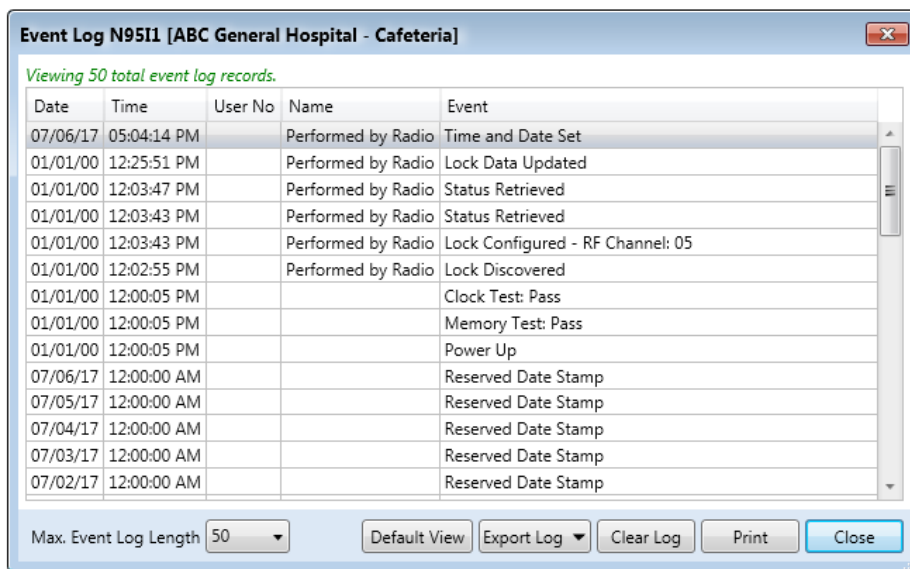 Event Log N95I1 [ABC General Hospital - Cafeteria]
Viewing 50 total event log records.
Date Time User No Name Event
07/06/17 05:04:14 PM Performed by Radio Time and Date Set
01/01/00 12:25:51 PM Performed by Radio Lock Data Updated
01/01/00 12:03:47 PM Performed by Radio Status Retrieved
01/01/00 12:03:43 PM Performed by Radio Status Retrieved
01/01/00 12:03:43 PM Performed by Radio Lock Configured - RF Channel: 05
01/01/00 12:02:55 PM Performed by Radio Lock Discovered
01/01/00 12:00:05 PM Clock Test: Pass
01/01/00 12:00:05 PM Memory Test: Pass
01/01/00 12:00:05 PM Power Up
07/06/17 12:00:00 AM Reserved Date Stamp
07/05/17 12:00:00 AM Reserved Date Stamp
07/04/17 12:00:00 AM Reserved Date Stamp
07/03/17 12:00:00 AM Reserved Date Stamp
07/02/17 12:00:00 AM Reserved Date Stamp
Max. Event Log Length 50 Default View Export Log Clear Log Print Close